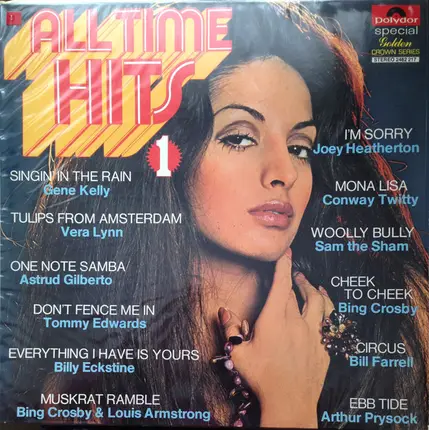 ALL TIME
HITS
1
polydor
special
Golden
CROWN SERIES
STEREO 2482 217
SINGIN' IN THE RAIN
Gene Kelly
TULIPS FROM AMSTERDAM
Vera Lynn
ONE NOTE SAMBA
Astrud Gilberto
DON'T FENCE ME IN
Tommy Edwards
EVERYTHING I HAVE IS YOURS
Billy Eckstine
MUSKRAT RAMBLE
Bing Crosby & Louis Armstrong
I'M SORRY
Joey Heatherton
MONA LISA
Conway Twitty
WOOLLY BULLY
Sam the Sham
CHEEK
TO CHEEK
Bing Crosby
CIRCUS
Bill Farrell
EBB TIDE
Arthur Prysock